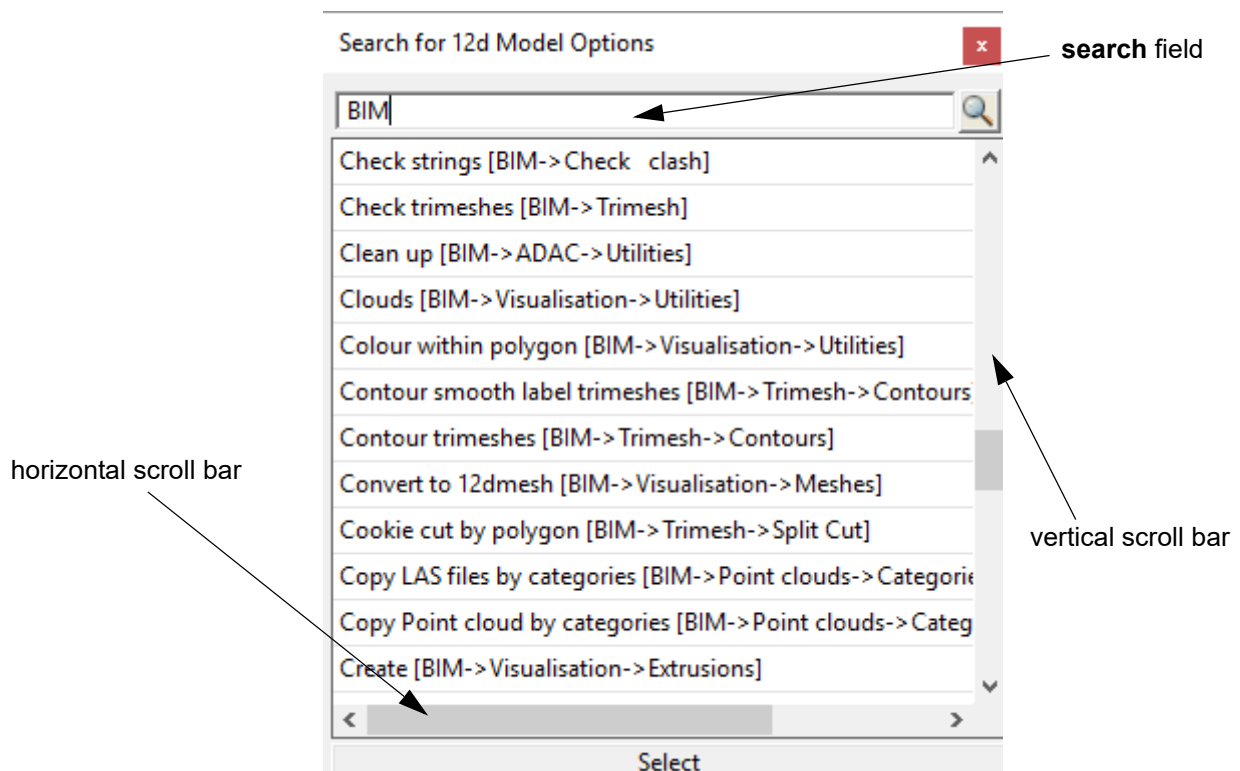 Search for 12d Model Options
x
search field
BIM
Check strings [BIM->Check   clash]
Check trimeshes [BIM->Trimesh]
Clean up [BIM->ADAC->Utilities]
Clouds [BIM->Visualisation->Utilities]
Colour within polygon [BIM->Visualisation->Utilities]
Contour smooth label trimeshes [BIM->Trimesh->Contours]
Contour trimeshes [BIM->Trimesh->Contours]
horizontal scroll bar
Convert to 12dmesh [BIM->Visualisation->Meshes]
Cookie cut by polygon [BIM->Trimesh->Split Cut]
vertical scroll bar
Copy LAS files by categories [BIM->Point clouds->Categorie
Copy Point cloud by categories [BIM->Point clouds->Categ
Create [BIM->Visualisation->Extrusions]
Select